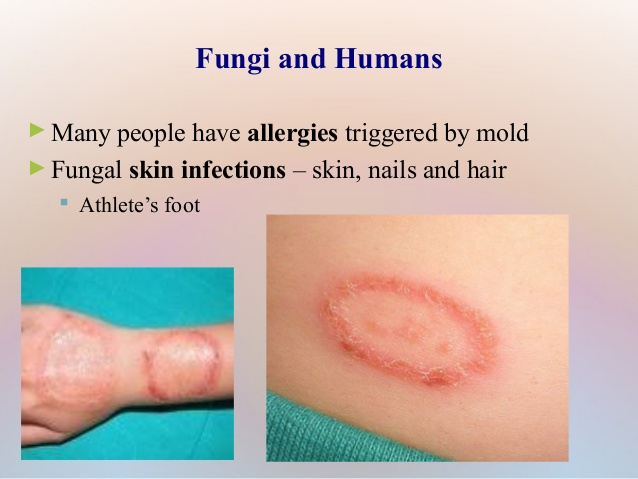 Fungi and Humans
Many people have allergies triggered by mold
Fungal skin infections – skin, nails and hair
Athlete’s foot